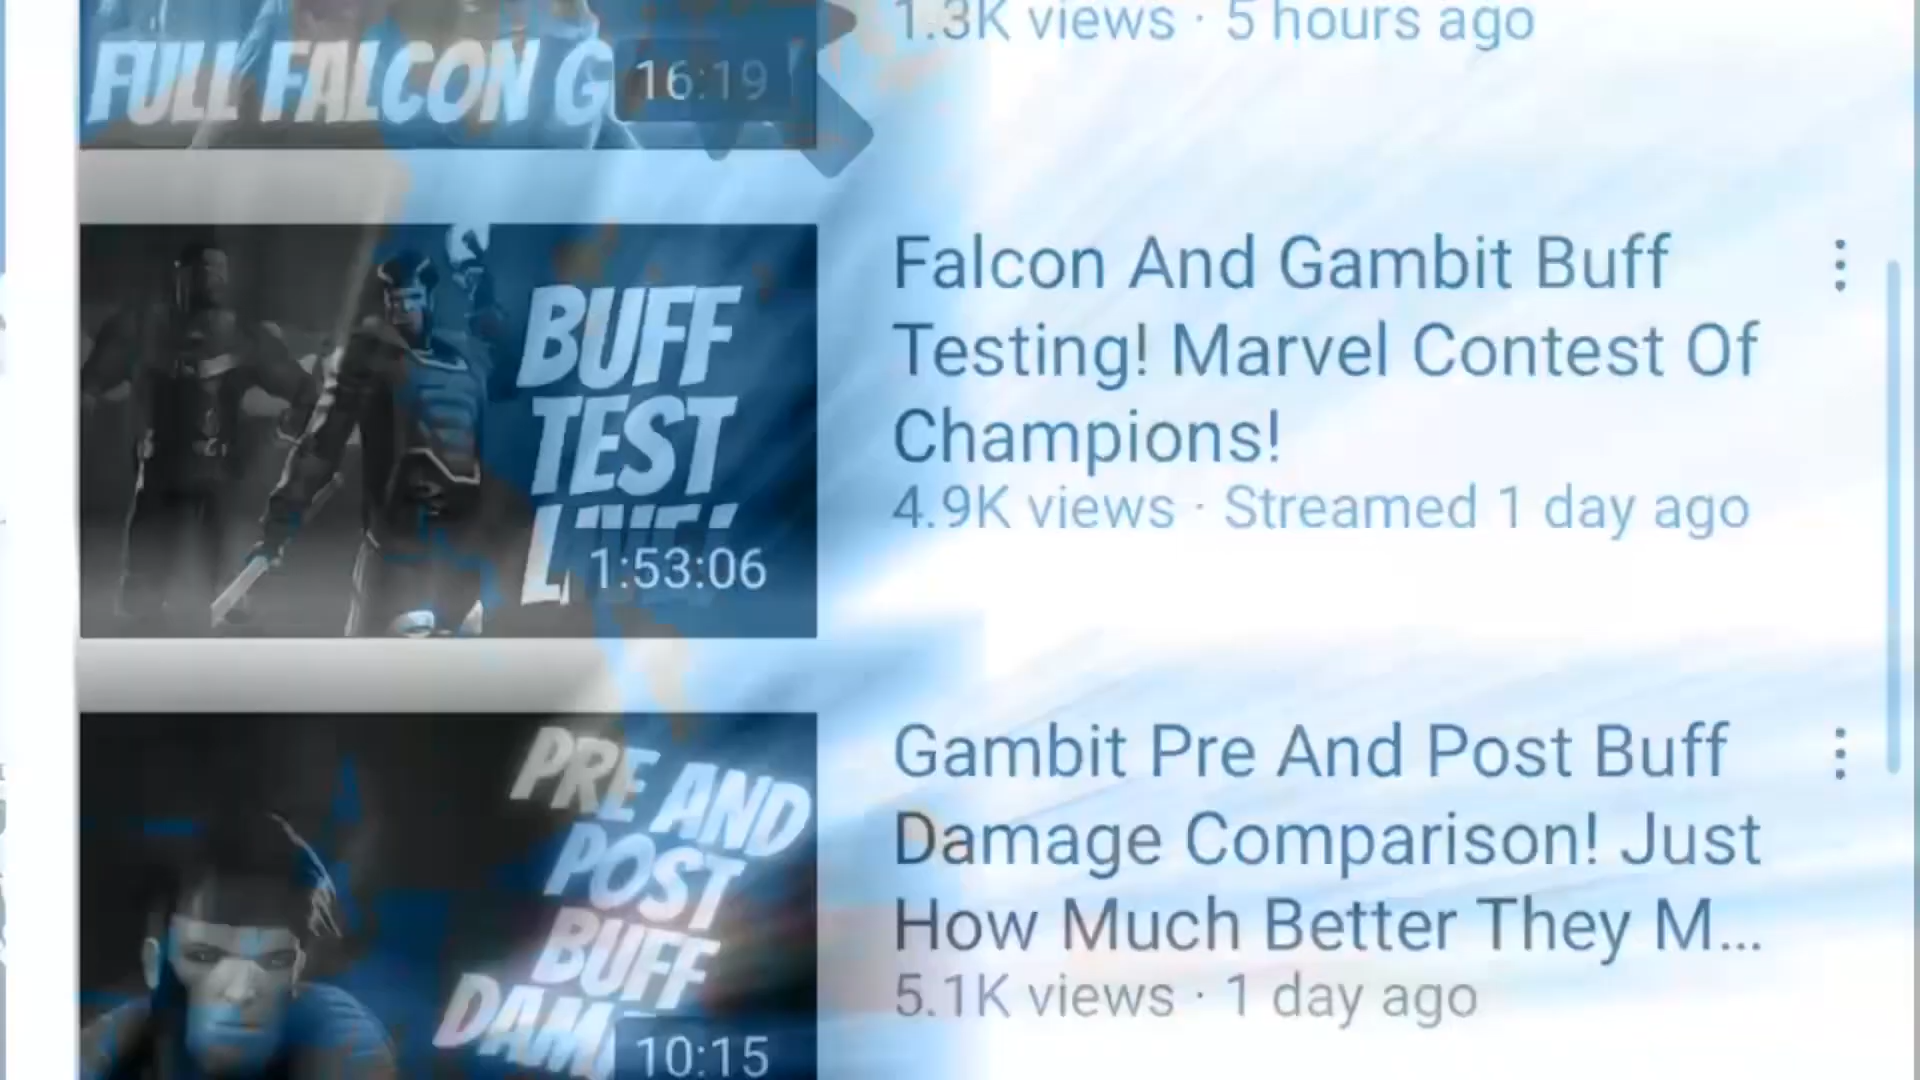 1.3K views · 5 hours ago
FULL FALCON G
16:19
BUFF
TEST
LIVE!
1:53:06
Falcon And Gambit Buff
Testing! Marvel Contest Of
Champions!
4.9K views · Streamed 1 day ago
PRE AND
POST
BUFF
DAM
10:15
Gambit Pre And Post Buff
Damage Comparison! Just
How Much Better They M...
5.1K views · 1 day ago